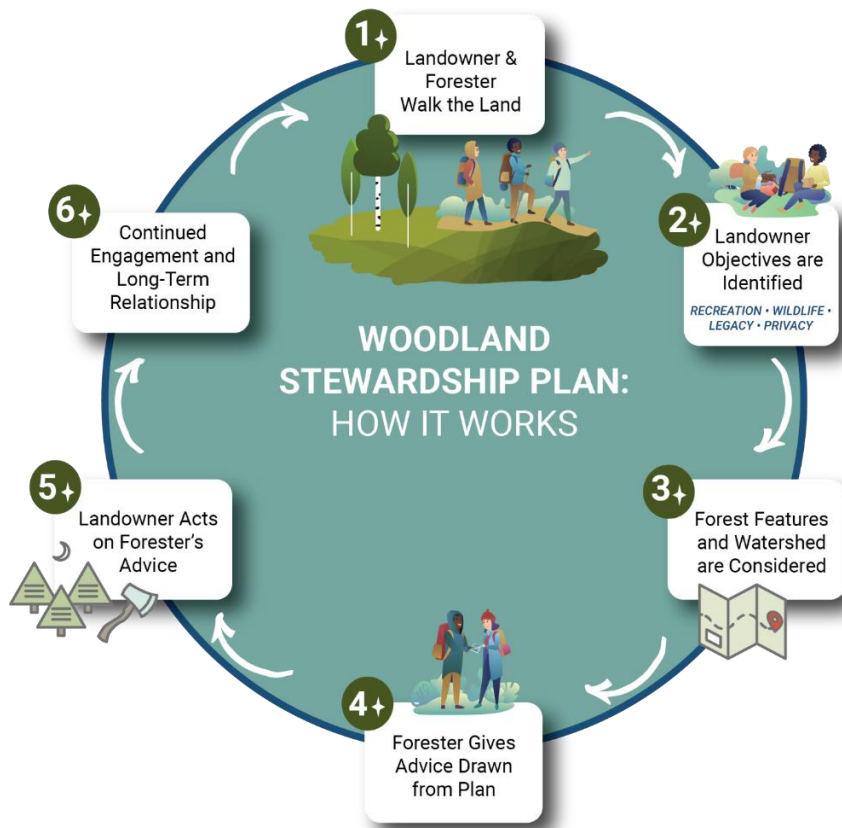 1
Landowner &
Forester
Walk the Land
2
Landowner
Objectives are
Identified
RECREATION • WILDLIFE •
LEGACY • PRIVACY
3
Forest Features
and Watershed
are Considered
4
Forester Gives
Advice Drawn
from Plan
5
Landowner Acts
on Forester’s
Advice
6
Continued
Engagement and
Long-Term
Relationship
WOODLAND
STEWARDSHIP PLAN:
HOW IT WORKS